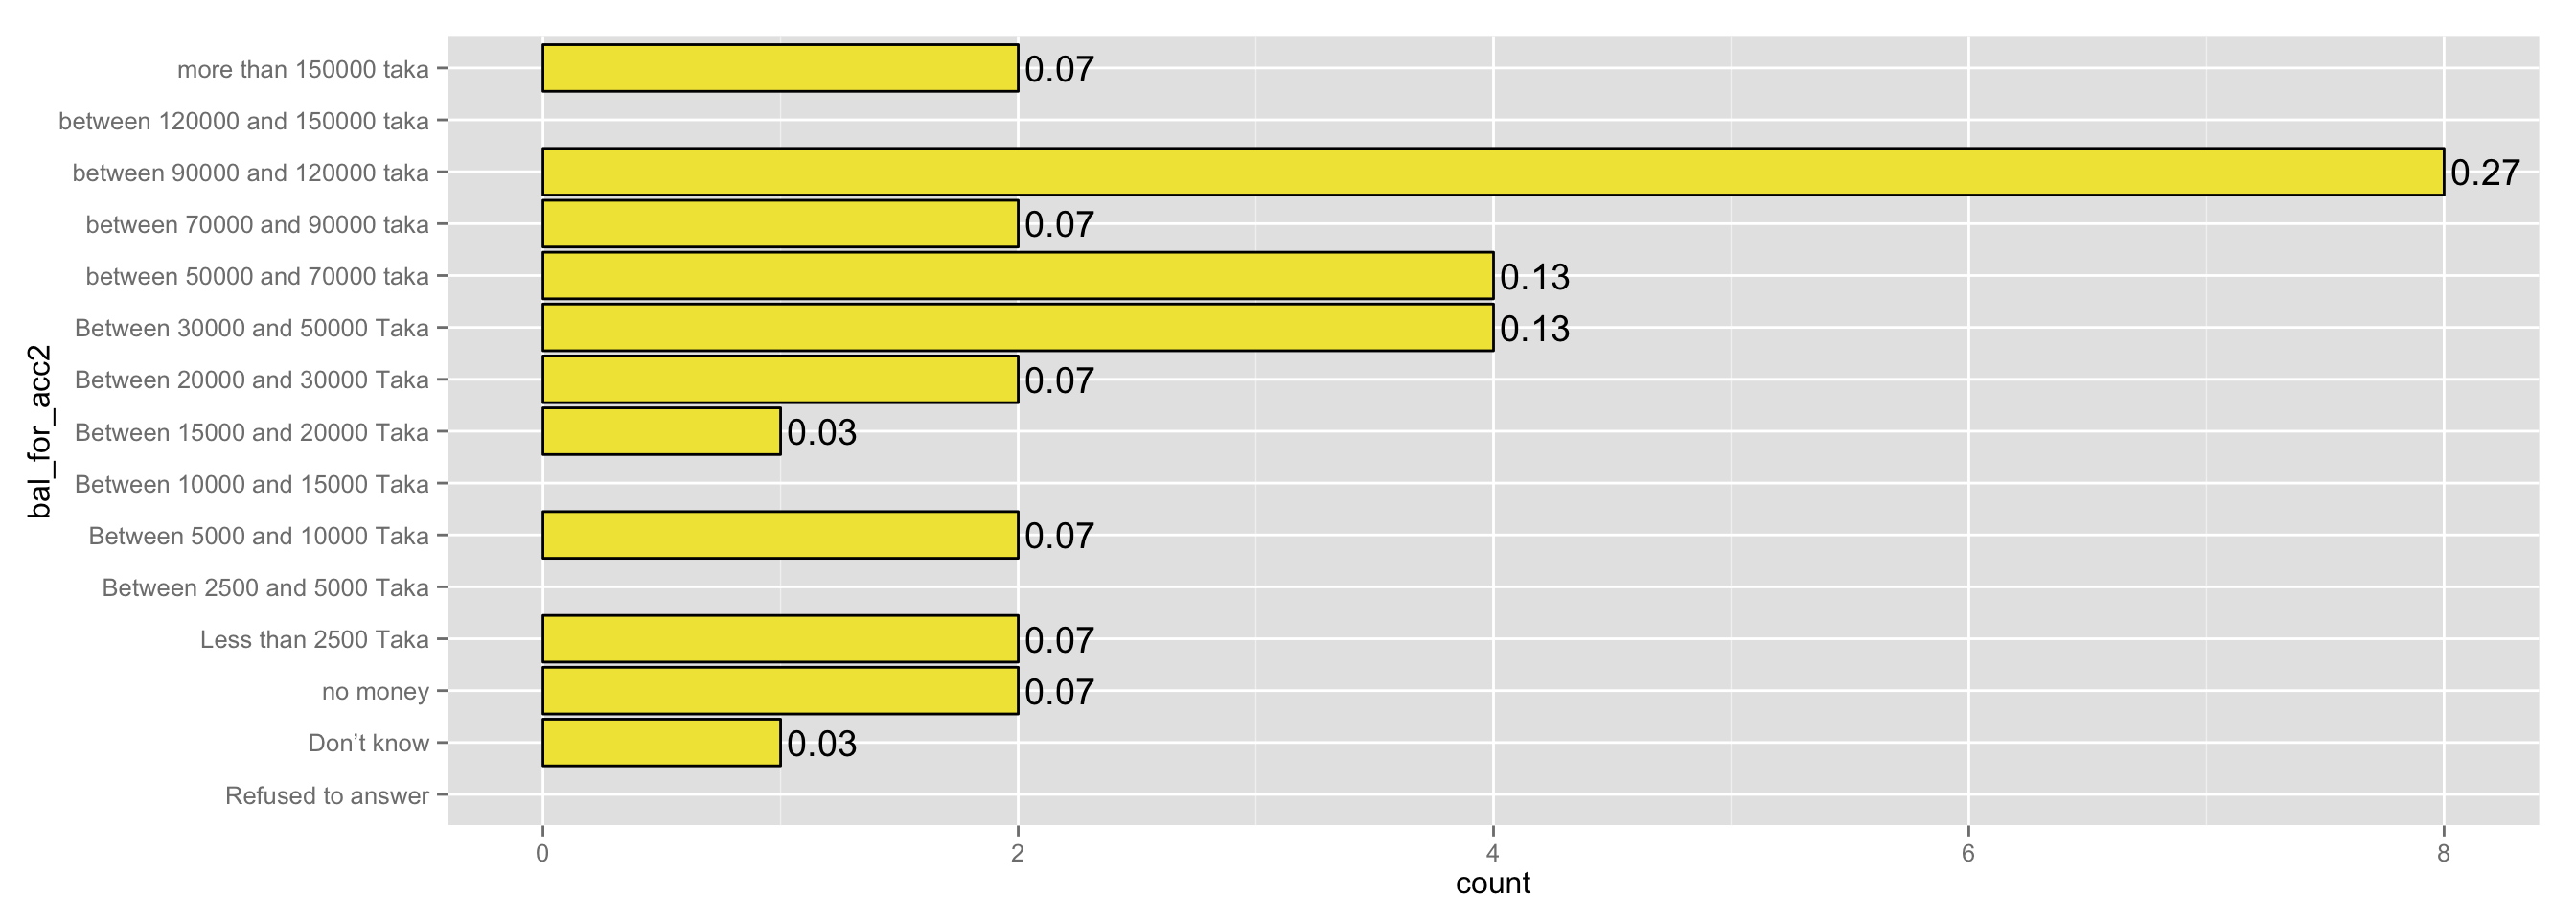 more than 150000 taka
0.07
between 120000 and 150000 taka
between 90000 and 120000 taka
0.27
between 70000 and 90000 taka
0.07
between 50000 and 70000 taka
0.13
Between 30000 and 50000 Taka
0.13
Between 20000 and 30000 Taka
0.07
Between 15000 and 20000 Taka
0.03
Between 10000 and 15000 Taka
Between 5000 and 10000 Taka
0.07
Between 2500 and 5000 Taka
Less than 2500 Taka
0.07
no money
0.07
Don’t know
0.03
Refused to answer
bal_for_acc2
0 2 4 6 8
count